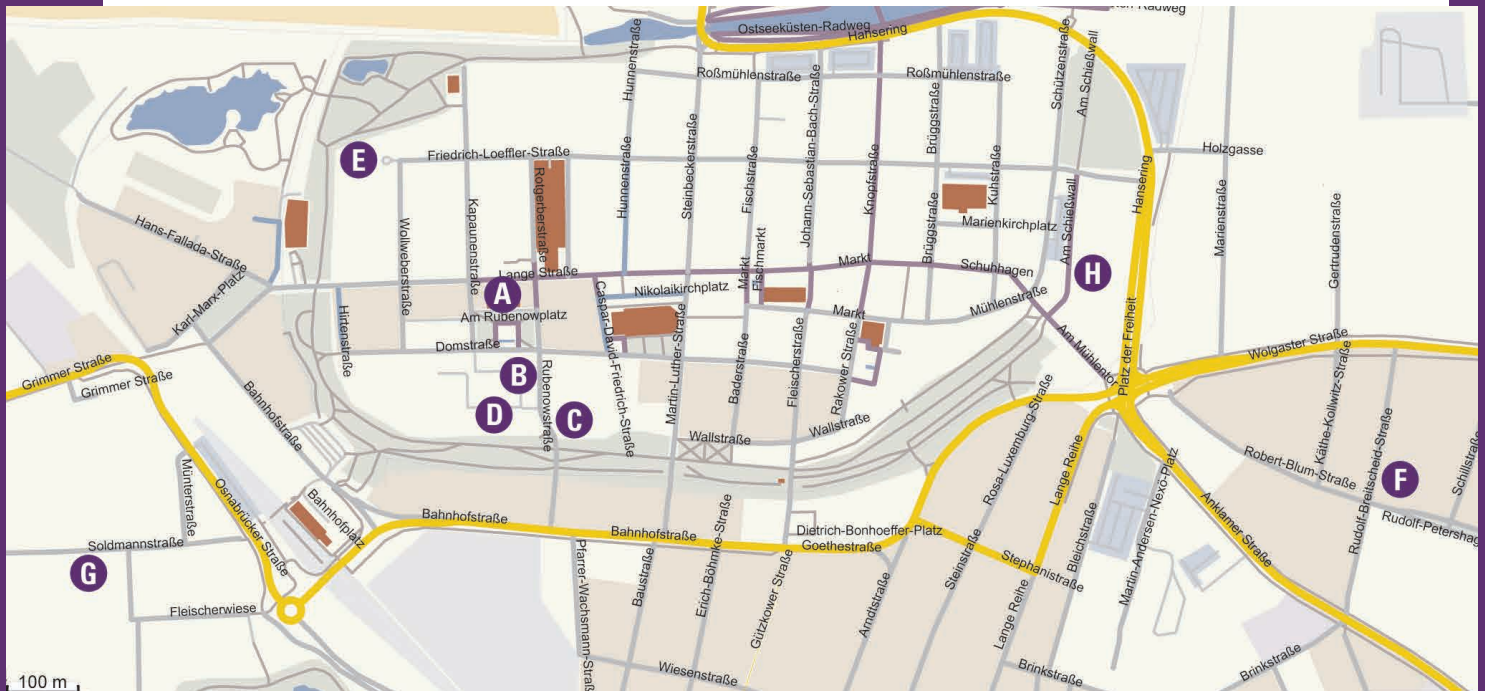 Ostseeküsten-Radweg
Hansering
Hunnenstraße
Roßmühlenstraße
Roßmühlenstraße
Schützenstraße
Am Schießwall
Steinbeckerstraße
Johann-Sebastian-Bach-Straße
Brüggstraße
E
Friedrich-Loeffler-Straße
Rotgerberstraße
Hunnenstraße
Fischstraße
Knopfstraße
Kuhstraße
Hansering
Holzgasse
Hans-Fallada-Straße
Wollweberstraße
Kapaunenstraße
Brüggstraße
Marienkirchplatz
Am Schießwall
Marienstraße
Gertrudenstraße
Lange Straße
Markt
Fischmarkt
Markt
Schuhhagen
H
Karl-Marx-Platz
A
Nikolaikirchplatz
Mühlenstraße
Am Rubenowplatz
Markt
Hirtenstraße
Domstraße
Caspar-David-Friedrich-Straße
Martin-Luther-Straße
Baderstraße
Fleischerstraße
Rakower Straße
Am Mühlentor
Platz der Freiheit
Wolgaster Straße
Grimmer Straße
Grimmer Straße
B
Rubenowstraße
Bahnhofstraße
D
C
Wallstraße
Wallstraße
Rosa-Luxemburg-Straße
Lange Reihe
Käthe-Kollwitz-Straße
Rudolf-Breitscheid-Straße
Robert-Blum-Straße
F
Münterstraße
Osnabrücker Straße
Bahnhofplatz
Bahnhofstraße
Bahnhofstraße
Dietrich-Bonhoeffer-Platz
Goethestraße
Bleichstraße
Martin-Andersen-Nexö-Platz
Anklamer Straße
Soldmannstraße
G
Steinstraße
Stephanistraße
Fleischerwiese
Pfarrer-Wachsmann-Straß
Baustraße
Erich-Böhmke-Straße
Gützkower Straße
Arndtstraße
Lange Reihe
Wiesenstraße
Brinkstraße
Brinkstraße
100 m